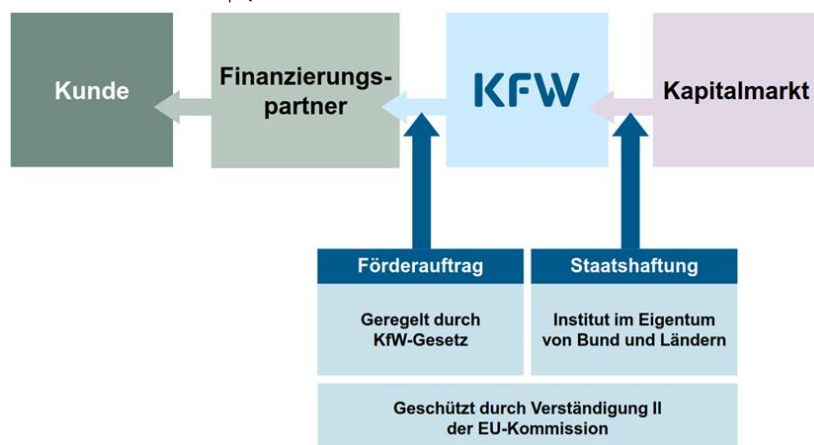 Kunde
Finanzierungs-
partner
KFW
Kapitalmarkt
Förderauftrag
Staatshaftung
Geregelt durch
KfW-Gesetz
Institut im Eigentum
von Bund und Ländern
Geschützt durch Verständigung II
der EU-Kommission